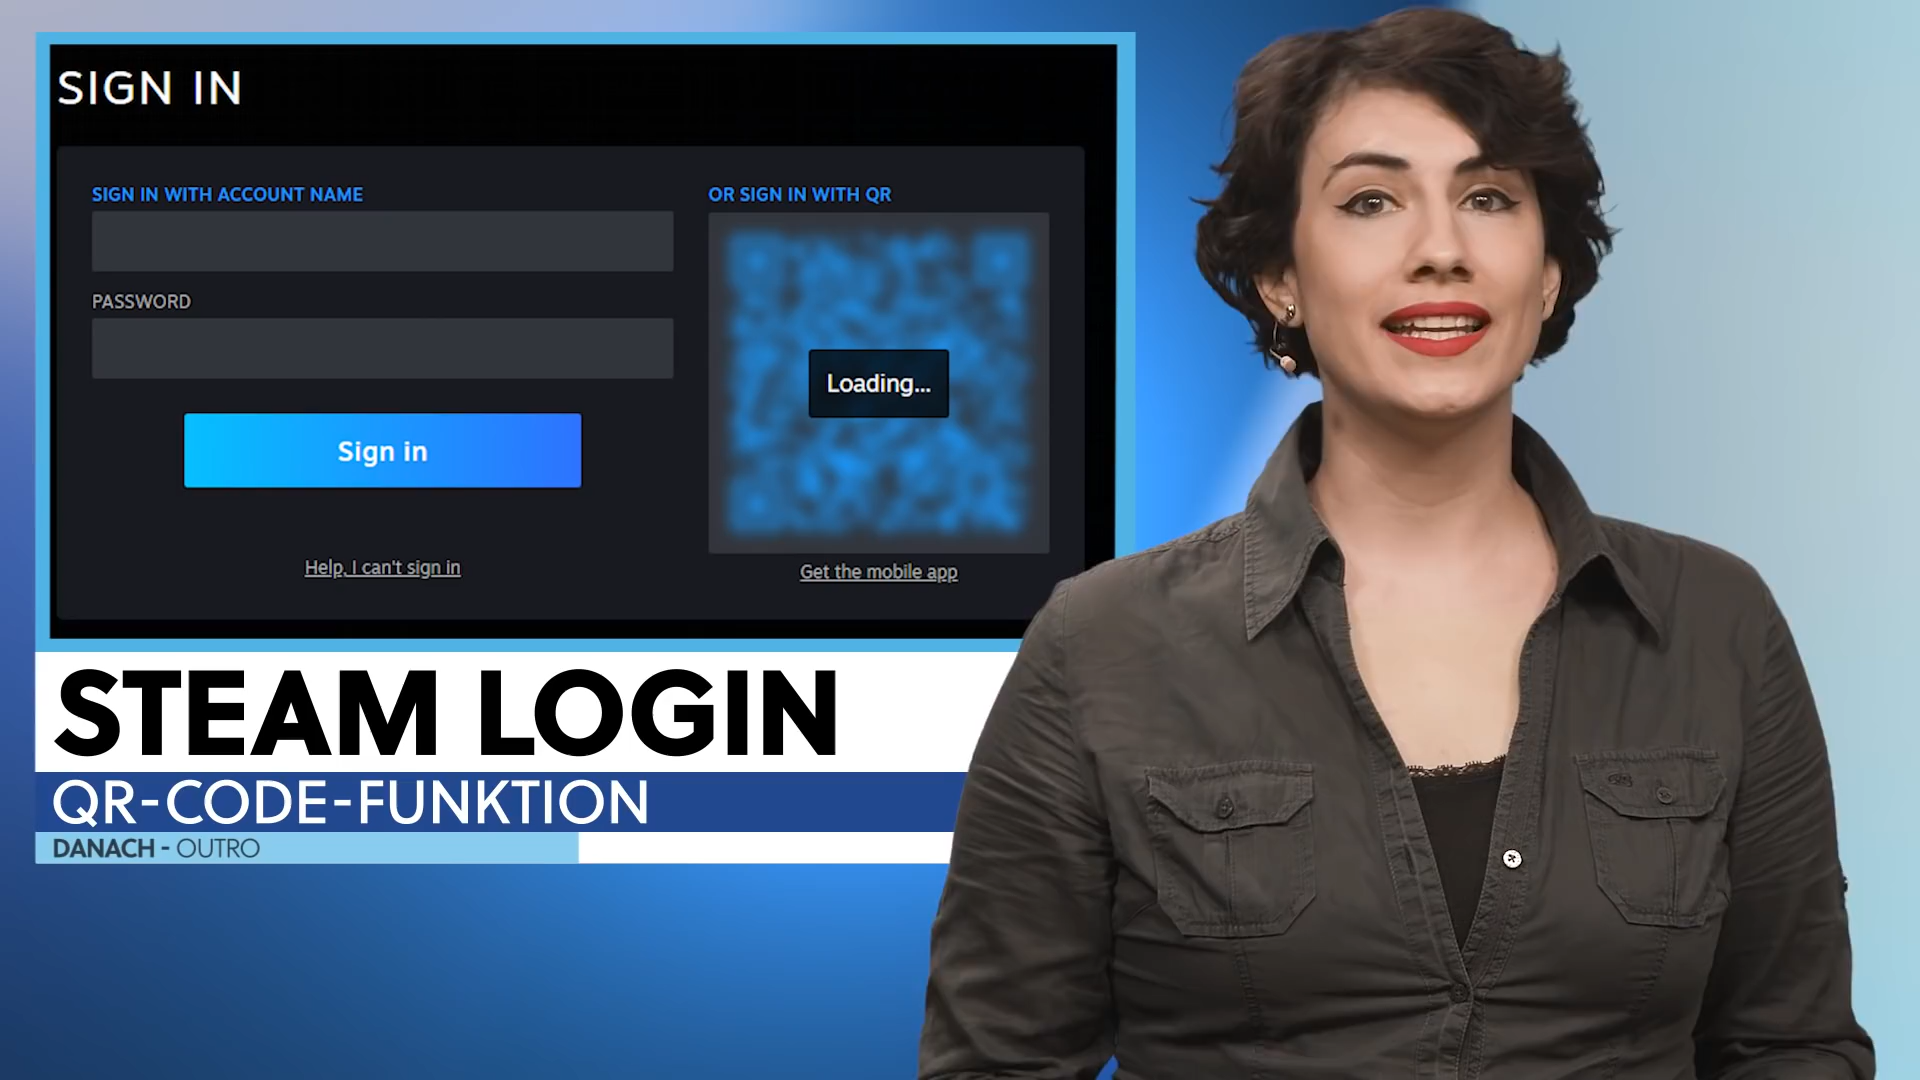 SIGN IN
SIGN IN WITH ACCOUNT NAME
PASSWORD
Sign in
Help, I can't sign in
OR SIGN IN WITH QR
Loading...
Get the mobile app
STEAM LOGIN
QR-CODE-FUNKTION
DANACH - OUTRO